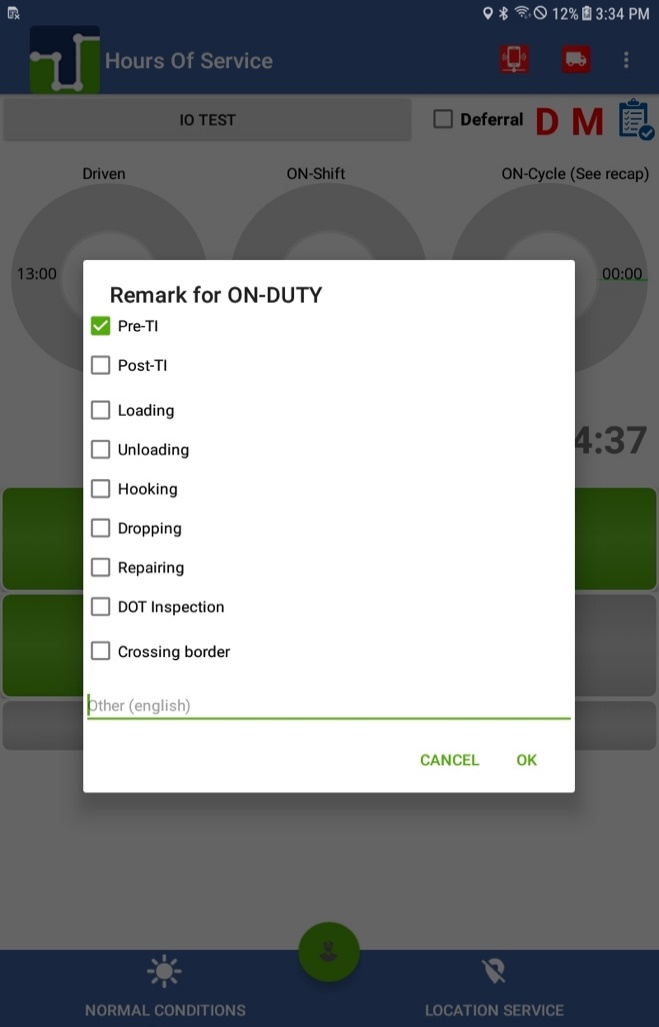 12% 3:34 PM
Hours Of Service
IO TEST
Deferral D M
Driven ON-Shift ON-Cycle (See recap)
13:00 00:00
Remark for ON-DUTY
Pre-TI
Post-TI
Loading
4:37
Unloading
Hooking
Dropping
Repairing
DOT Inspection
Crossing border
Other (english)
CANCEL OK
NORMAL CONDITIONS LOCATION SERVICE